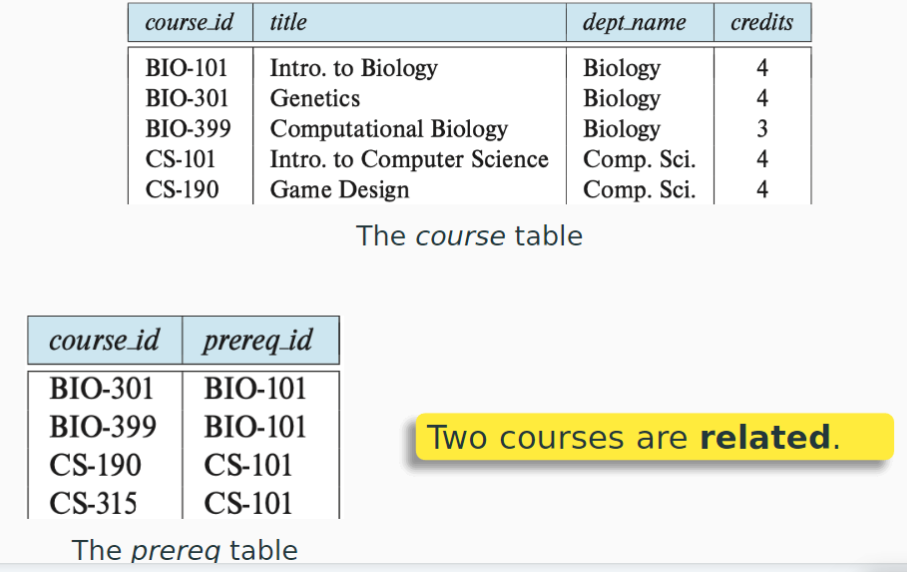 course_id title dept_name credits
BIO-101 Intro. to Biology Biology 4
BIO-301 Genetics Biology 4
BIO-399 Computational Biology Biology 3
CS-101 Intro. to Computer Science Comp. Sci. 4
CS-190 Game Design Comp. Sci. 4
The course table
course_id prereq_id
BIO-301 BIO-101
BIO-399 BIO-101
CS-190 CS-101
CS-315 CS-101
Two courses are related.
The prereq table